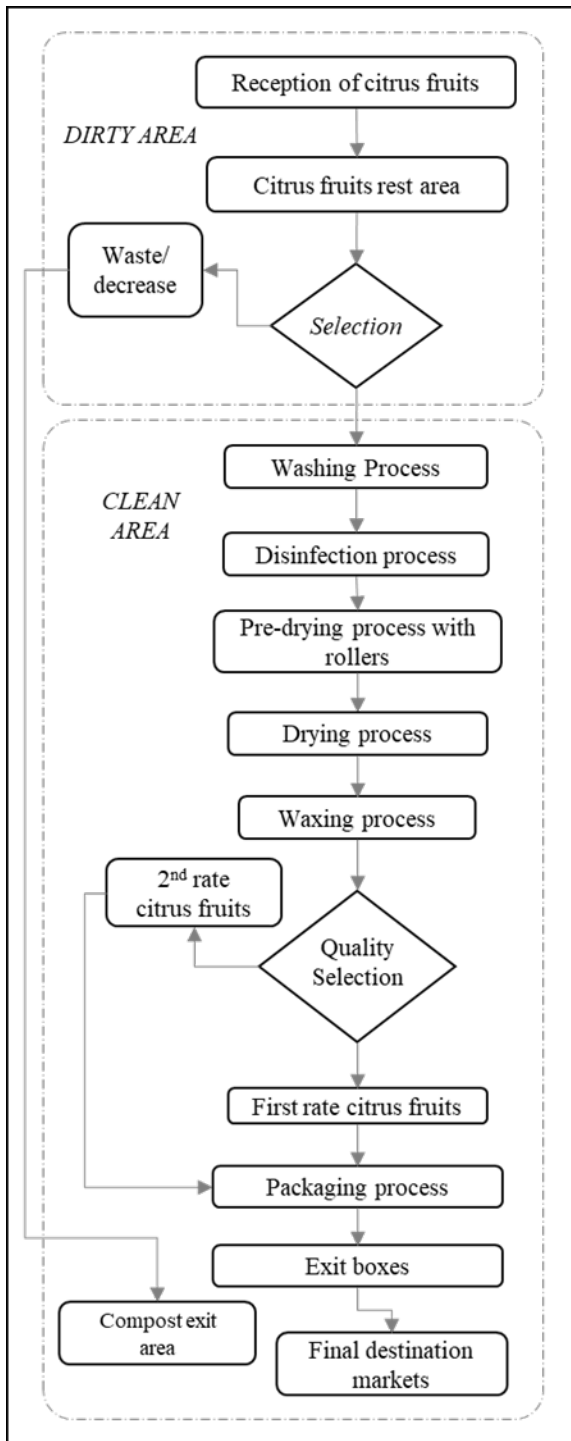 Reception of citrus fruits
DIRTY AREA
Citrus fruits rest area
Waste/
decrease
Selection
Washing Process
CLEAN
AREA
Disinfection process
Pre-drying process with
rollers
Drying process
Waxing process
2nd rate
citrus fruits
Quality
Selection
First rate citrus fruits
Packaging process
Exit boxes
Compost exit
area
Final destination
markets